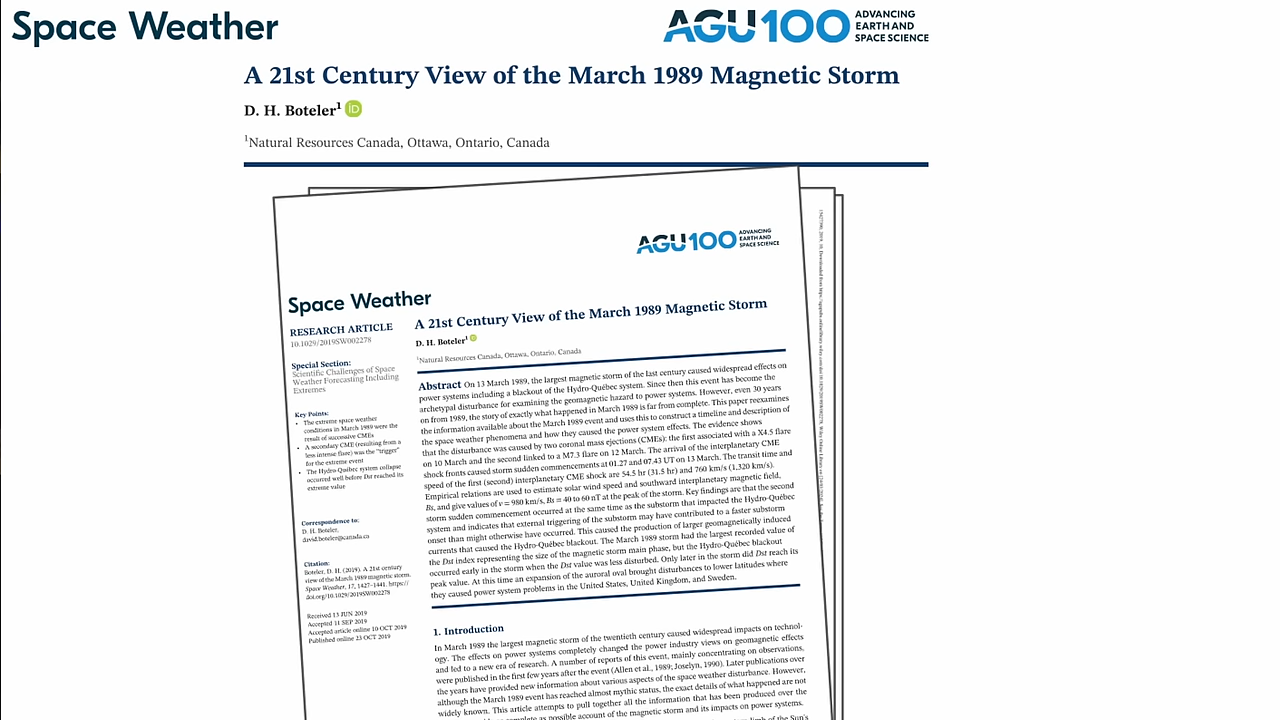 Space Weather
AGU100 ADVANCING EARTH AND SPACE SCIENCE
A 21st Century View of the March 1989 Magnetic Storm
D. H. Boteler¹ iD
¹Natural Resources Canada, Ottawa, Ontario, Canada
AGU100 ADVANCING EARTH AND SPACE SCIENCE
Space Weather
RESEARCH ARTICLE
10.1029/2019SW002278
Special Section:
Scientific Challenges of Space
Weather Forecasting Including
Extremes
Key Points:
• The extreme space weather
conditions in March 1989 were the
result of successive CMEs
• A secondary CME (resulting from a
less intense flare) was the "trigger"
for the extreme event
• The Hydro-Québec system collapse
occurred well before Dst reached its
extreme value
Correspondence to:
D. H. Boteler,
david.boteler@canada.ca
Citation:
Boteler, D. H. (2019). A 21st century
view of the March 1989 magnetic storm.
Space Weather, 17, 1427–1441. https://
doi.org/10.1029/2019SW002278
Received 13 JUN 2019
Accepted 11 SEP 2019
Accepted article online 10 OCT 2019
Published online 23 OCT 2019
A 21st Century View of the March 1989 Magnetic Storm
D. H. Boteler¹ iD
¹Natural Resources Canada, Ottawa, Ontario, Canada
Abstract On 13 March 1989, the largest magnetic storm of the last century caused widespread effects on
power systems including a blackout of the Hydro-Québec system. Since then this event has become the
archetypal disturbance for examining the geomagnetic hazard to power systems. However, even 30 years
on from 1989, the story of exactly what happened in March 1989 is far from complete. This paper reexamines
the information available about the March 1989 event and uses this to construct a timeline and description of
the space weather phenomena and how they caused the power system effects. The evidence shows
that the disturbance was caused by two coronal mass ejections (CMEs): the first associated with a X4.5 flare
on 10 March and the second linked to a M7.3 flare on 12 March. The arrival of the interplanetary CME
shock fronts caused storm sudden commencements at 01.27 and 07.43 UT on 13 March. The transit time and
speed of the first (second) interplanetary CME shock are 54.5 hr (31.5 hr) and 760 km/s (1,320 km/s).
Empirical relations are used to estimate solar wind speed and southward interplanetary magnetic field,
Bs, and give values of v = 980 km/s, Bs = 40 to 60 nT at the peak of the storm. Key findings are that the second
storm sudden commencement occurred at the same time as the substorm that impacted the Hydro-Québec
system and indicates that external triggering of the substorm may have contributed to a faster substorm
onset than might otherwise have occurred. This caused the production of larger geomagnetically induced
currents that caused the Hydro-Québec blackout. The March 1989 storm had the largest recorded value of
the Dst index representing the size of the magnetic storm main phase, but the Hydro-Québec blackout
occurred early in the storm when the Dst value was less disturbed. Only later in the storm did Dst reach its
peak value. At this time an expansion of the auroral oval brought disturbances to lower latitudes where
they caused power system problems in the United States, United Kingdom, and Sweden.
1. Introduction
In March 1989 the largest magnetic storm of the twentieth century caused widespread impacts on technol-
ogy. The effects on power systems completely changed the power industry views on geomagnetic effects
and led to a new era of research. A number of reports of this event, mainly concentrating on observations,
were published in the first few years after the event (Allen et al., 1989; Joselyn, 1990). Later publications over
the years have provided new information about various aspects of the space weather disturbance. However,
although the March 1989 event has reached almost mythic status, the exact details of what happened are not
widely known. This article attempts to pull together all the information that has been produced over the
complete as possible account of the magnetic storm and its impacts on power systems.
limb of the Sun's